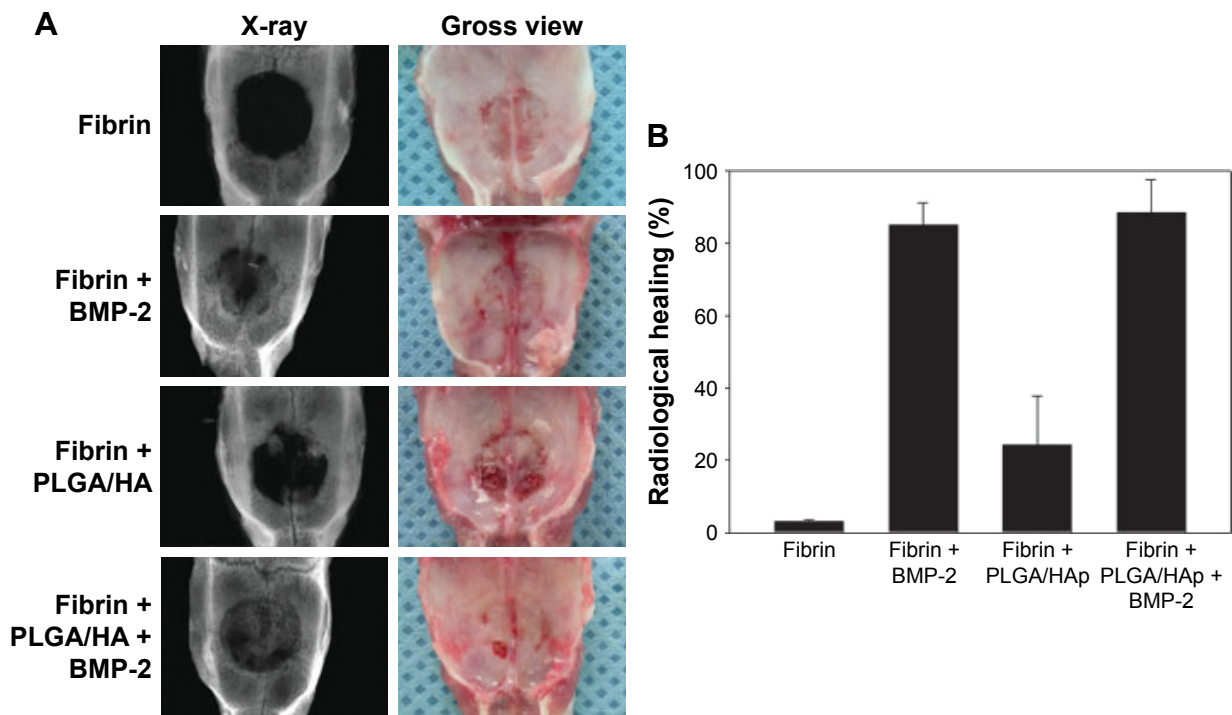 A
X-ray
Gross view
Fibrin
Fibrin +
BMP-2
Fibrin +
PLGA/HA
Fibrin +
PLGA/HA +
BMP-2
B
Radiological healing (%)
100
80
60
40
20
0
Fibrin
Fibrin +
BMP-2
Fibrin +
PLGA/HAp
Fibrin +
PLGA/HAp +
BMP-2